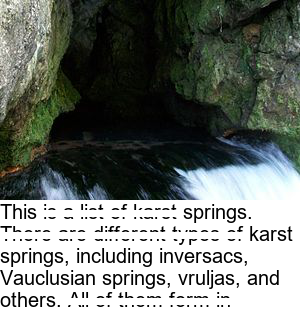 This is a list of karst springs.
There are different types of karst
springs, including inversacs,
Vauclusian springs, vruljas, and
others. All of them form in